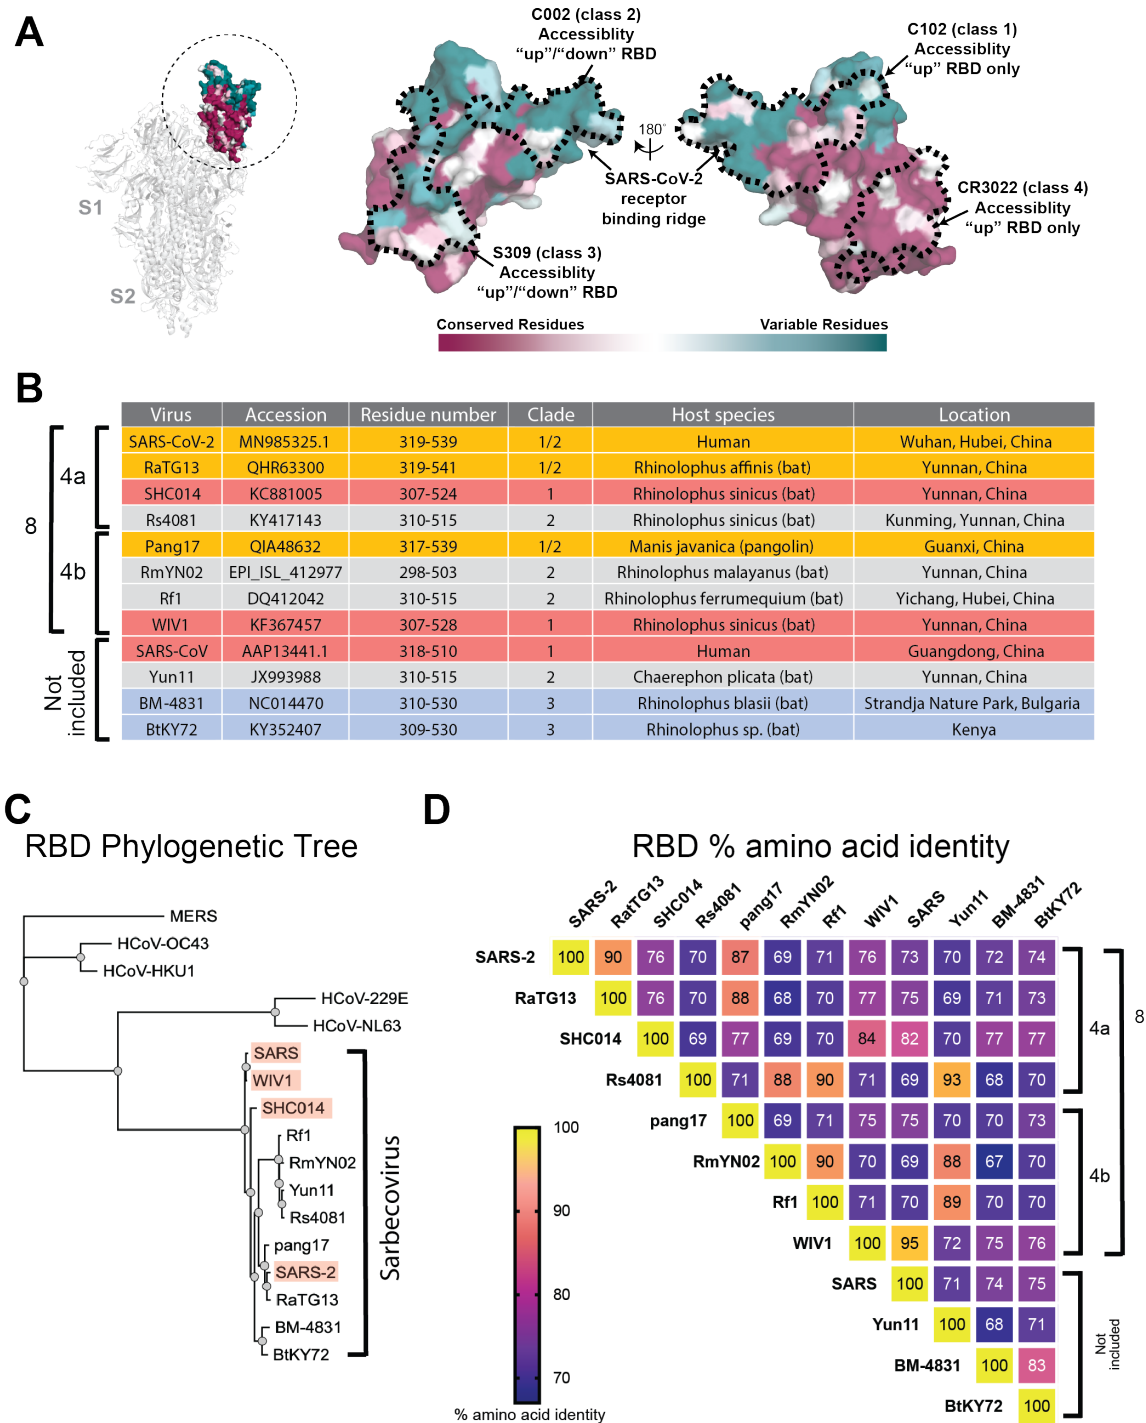 A
C002 (class 2)
Accessiblity
“up”/“down” RBD
C102 (class 1)
Accessiblity
“up” RBD only
180°
SARS-CoV-2
receptor
binding ridge
CR3022 (class 4)
Accessiblity
“up” RBD only
S309 (class 3)
Accessiblity
“up”/“down” RBD
S1
S2
Conserved Residues Variable Residues
B
Virus Accession Residue number Clade Host species Location
SARS-CoV-2 MN985325.1 319-539 1/2 Human Wuhan, Hubei, China
RaTG13 QHR63300 319-541 1/2 Rhinolophus affinis (bat) Yunnan, China
SHC014 KC881005 307-524 1 Rhinolophus sinicus (bat) Yunnan, China
Rs4081 KY417143 310-515 2 Rhinolophus sinicus (bat) Kunming, Yunnan, China
Pang17 QIA48632 317-539 1/2 Manis javanica (pangolin) Guanxi, China
RmYN02 EPI_ISL_412977 298-503 2 Rhinolophus malayanus (bat) Yunnan, China
Rf1 DQ412042 310-515 2 Rhinolophus ferrumequium (bat) Yichang, Hubei, China
WIV1 KF367457 307-528 1 Rhinolophus sinicus (bat) Yunnan, China
SARS-CoV AAP13441.1 318-510 1 Human Guangdong, China
Yun11 JX993988 310-515 2 Chaerephon plicata (bat) Yunnan, China
BM-4831 NC014470 310-530 3 Rhinolophus blasii (bat) Strandja Nature Park, Bulgaria
BtKY72 KY352407 309-530 3 Rhinolophus sp. (bat) Kenya
8
4a
4b
Not
included
C
RBD Phylogenetic Tree
MERS
HCoV-OC43
HCoV-HKU1
HCoV-229E
HCoV-NL63
SARS
WIV1
SHC014
Rf1
RmYN02
Yun11
Rs4081
pang17
SARS-2
RaTG13
BM-4831
BtKY72
Sarbecovirus
D
RBD % amino acid identity
SARS-2 RatTG13 SHC014 Rs4081 pang17 RmYN02 Rf1 WIV1 SARS Yun11 BM-4831 BtKY72
SARS-2 100 90 76 70 87 69 71 76 73 70 72 74
RaTG13 100 76 70 88 68 70 77 75 69 71 73
SHC014 100 69 77 69 70 84 82 70 77 77
Rs4081 100 71 88 90 71 69 93 68 70
pang17 100 69 71 75 75 70 70 73
RmYN02 100 90 70 69 88 67 70
Rf1 100 71 70 89 70 70
WIV1 100 95 72 75 76
SARS 100 71 74 75
Yun11 100 68 71
BM-4831 100 83
BtKY72 100
4a
4b
8
Not
included
100
90
80
70
% amino acid identity